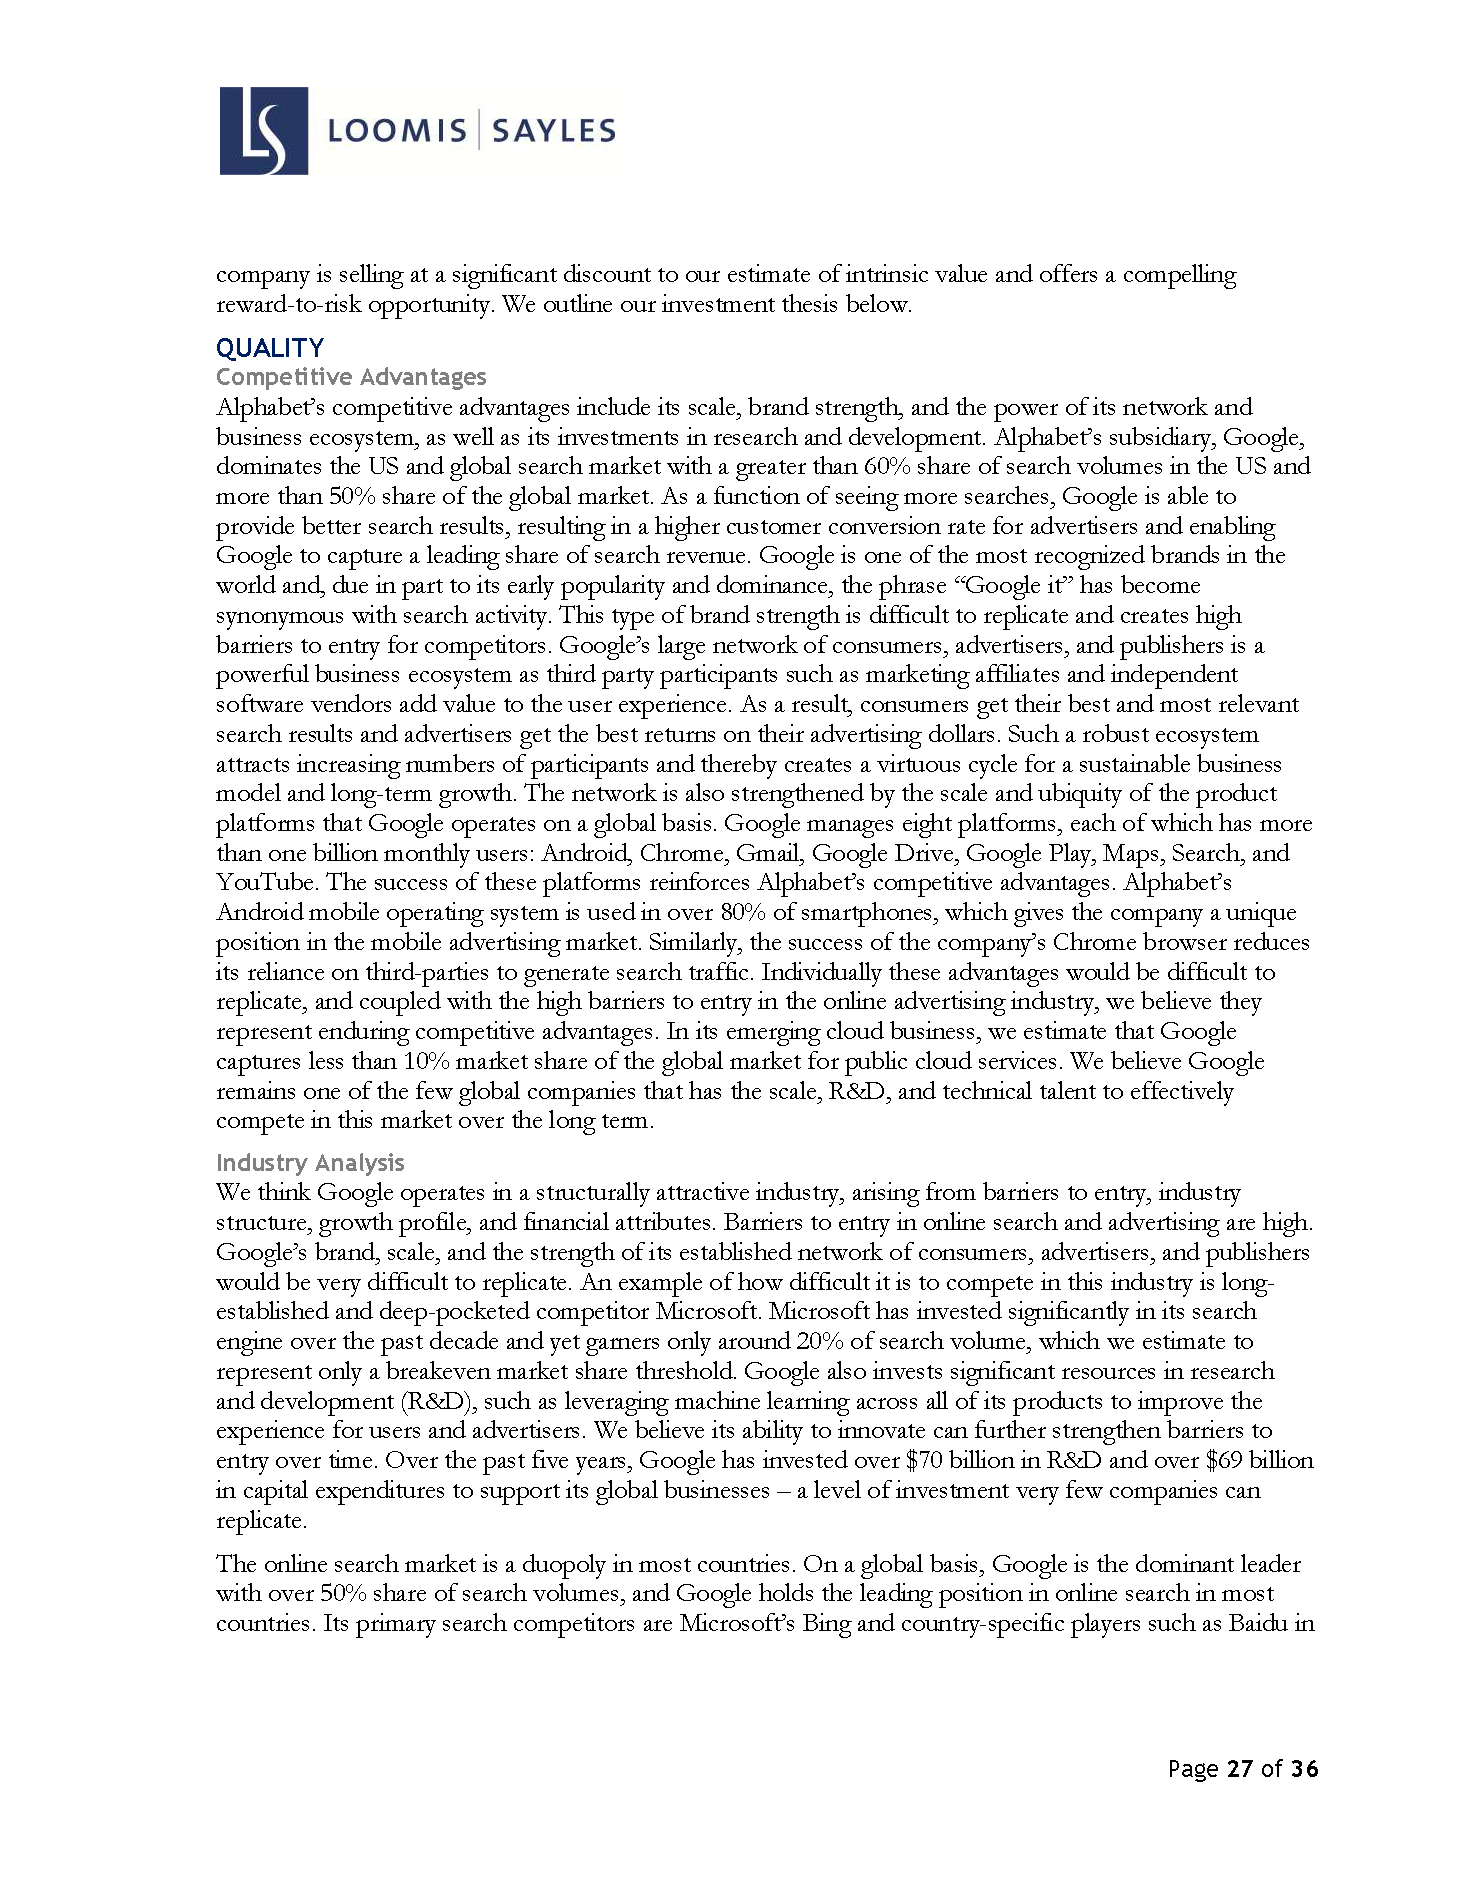 LS LOOMIS | SAYLES
company is selling at a significant discount to our estimate of intrinsic value and offers a compelling
reward-to-risk opportunity. We outline our investment thesis below.
QUALITY
Competitive Advantages
Alphabet’s competitive advantages include its scale, brand strength, and the power of its network and
business ecosystem, as well as its investments in research and development. Alphabet’s subsidiary, Google,
dominates the US and global search market with a greater than 60% share of search volumes in the US and
more than 50% share of the global market. As a function of seeing more searches, Google is able to
provide better search results, resulting in a higher customer conversion rate for advertisers and enabling
Google to capture a leading share of search revenue. Google is one of the most recognized brands in the
world and, due in part to its early popularity and dominance, the phrase “Google it” has become
synonymous with search activity. This type of brand strength is difficult to replicate and creates high
barriers to entry for competitors. Google’s large network of consumers, advertisers, and publishers is a
powerful business ecosystem as third party participants such as marketing affiliates and independent
software vendors add value to the user experience. As a result, consumers get their best and most relevant
search results and advertisers get the best returns on their advertising dollars. Such a robust ecosystem
attracts increasing numbers of participants and thereby creates a virtuous cycle for a sustainable business
model and long-term growth. The network is also strengthened by the scale and ubiquity of the product
platforms that Google operates on a global basis. Google manages eight platforms, each of which has more
than one billion monthly users: Android, Chrome, Gmail, Google Drive, Google Play, Maps, Search, and
YouTube. The success of these platforms reinforces Alphabet’s competitive advantages. Alphabet’s
Android mobile operating system is used in over 80% of smartphones, which gives the company a unique
position in the mobile advertising market. Similarly, the success of the company’s Chrome browser reduces
its reliance on third-parties to generate search traffic. Individually these advantages would be difficult to
replicate, and coupled with the high barriers to entry in the online advertising industry, we believe they
represent enduring competitive advantages. In its emerging cloud business, we estimate that Google
captures less than 10% market share of the global market for public cloud services. We believe Google
remains one of the few global companies that has the scale, R&D, and technical talent to effectively
compete in this market over the long term.
Industry Analysis
We think Google operates in a structurally attractive industry, arising from barriers to entry, industry
structure, growth profile, and financial attributes. Barriers to entry in online search and advertising are high.
Google’s brand, scale, and the strength of its established network of consumers, advertisers, and publishers
would be very difficult to replicate. An example of how difficult it is to compete in this industry is long-
established and deep-pocketed competitor Microsoft. Microsoft has invested significantly in its search
engine over the past decade and yet garners only around 20% of search volume, which we estimate to
represent only a breakeven market share threshold. Google also invests significant resources in research
and development (R&D), such as leveraging machine learning across all of its products to improve the
experience for users and advertisers. We believe its ability to innovate can further strengthen barriers to
entry over time. Over the past five years, Google has invested over $70 billion in R&D and over $69 billion
in capital expenditures to support its global businesses – a level of investment very few companies can
replicate.
The online search market is a duopoly in most countries. On a global basis, Google is the dominant leader
with over 50% share of search volumes, and Google holds the leading position in online search in most
countries. Its primary search competitors are Microsoft’s Bing and country-specific players such as Baidu in
Page 27 of 36